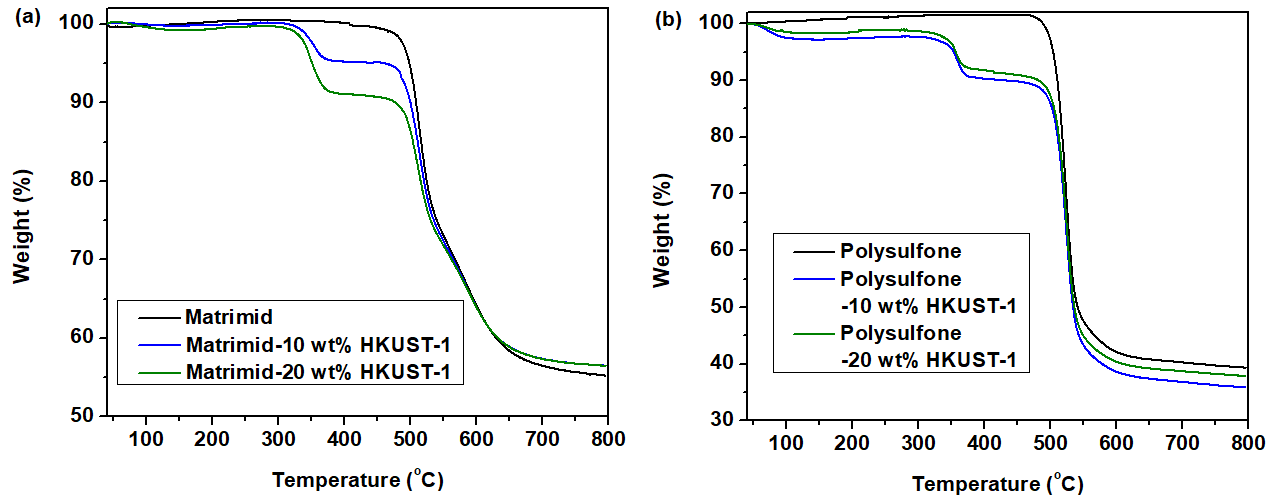 (a)
100
90
80
70
60
50
Weight (%)
Matrimid
Matrimid-10 wt% HKUST-1
Matrimid-20 wt% HKUST-1
100 200 300 400 500 600 700 800
Temperature (°C)
(b)
100
90
80
70
60
50
40
30
Weight (%)
Polysulfone
Polysulfone
-10 wt% HKUST-1
Polysulfone
-20 wt% HKUST-1
100 200 300 400 500 600 700 800
Temperature (°C)